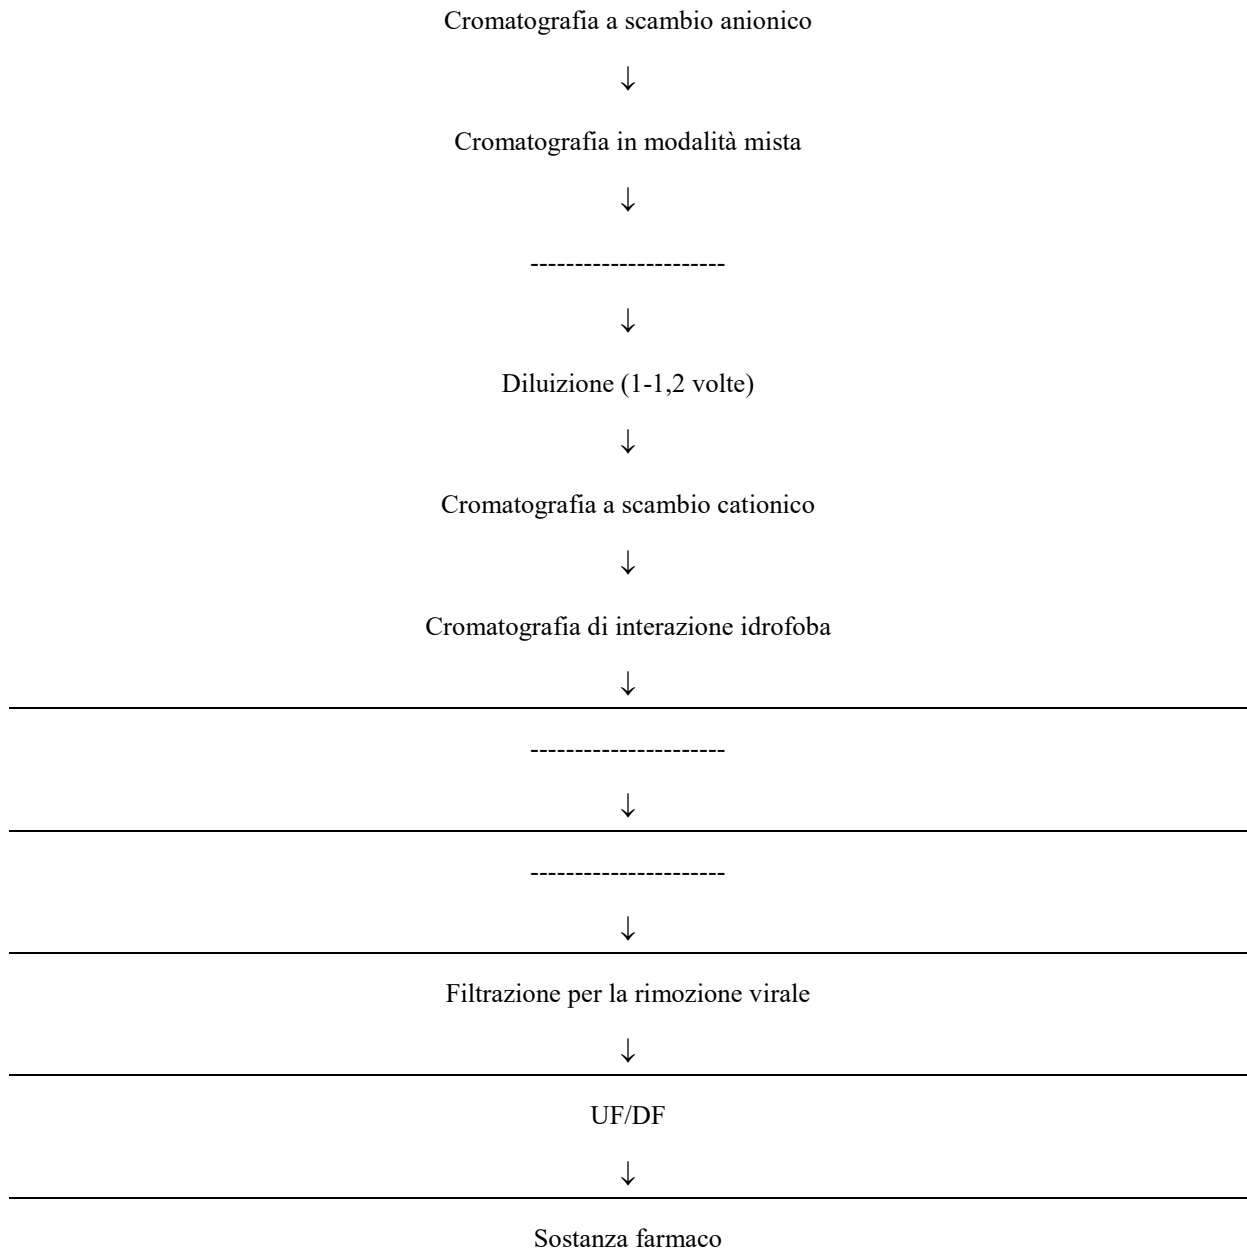 Cromatografia a scambio anionico
↓
Cromatografia in modalità mista
↓
----------------------
↓
Diluizione (1-1,2 volte)
↓
Cromatografia a scambio cationico
↓
Cromatografia di interazione idrofoba
↓
----------------------
↓
----------------------
↓
Filtrazione per la rimozione virale
↓
UF/DF
↓
Sostanza farmaco